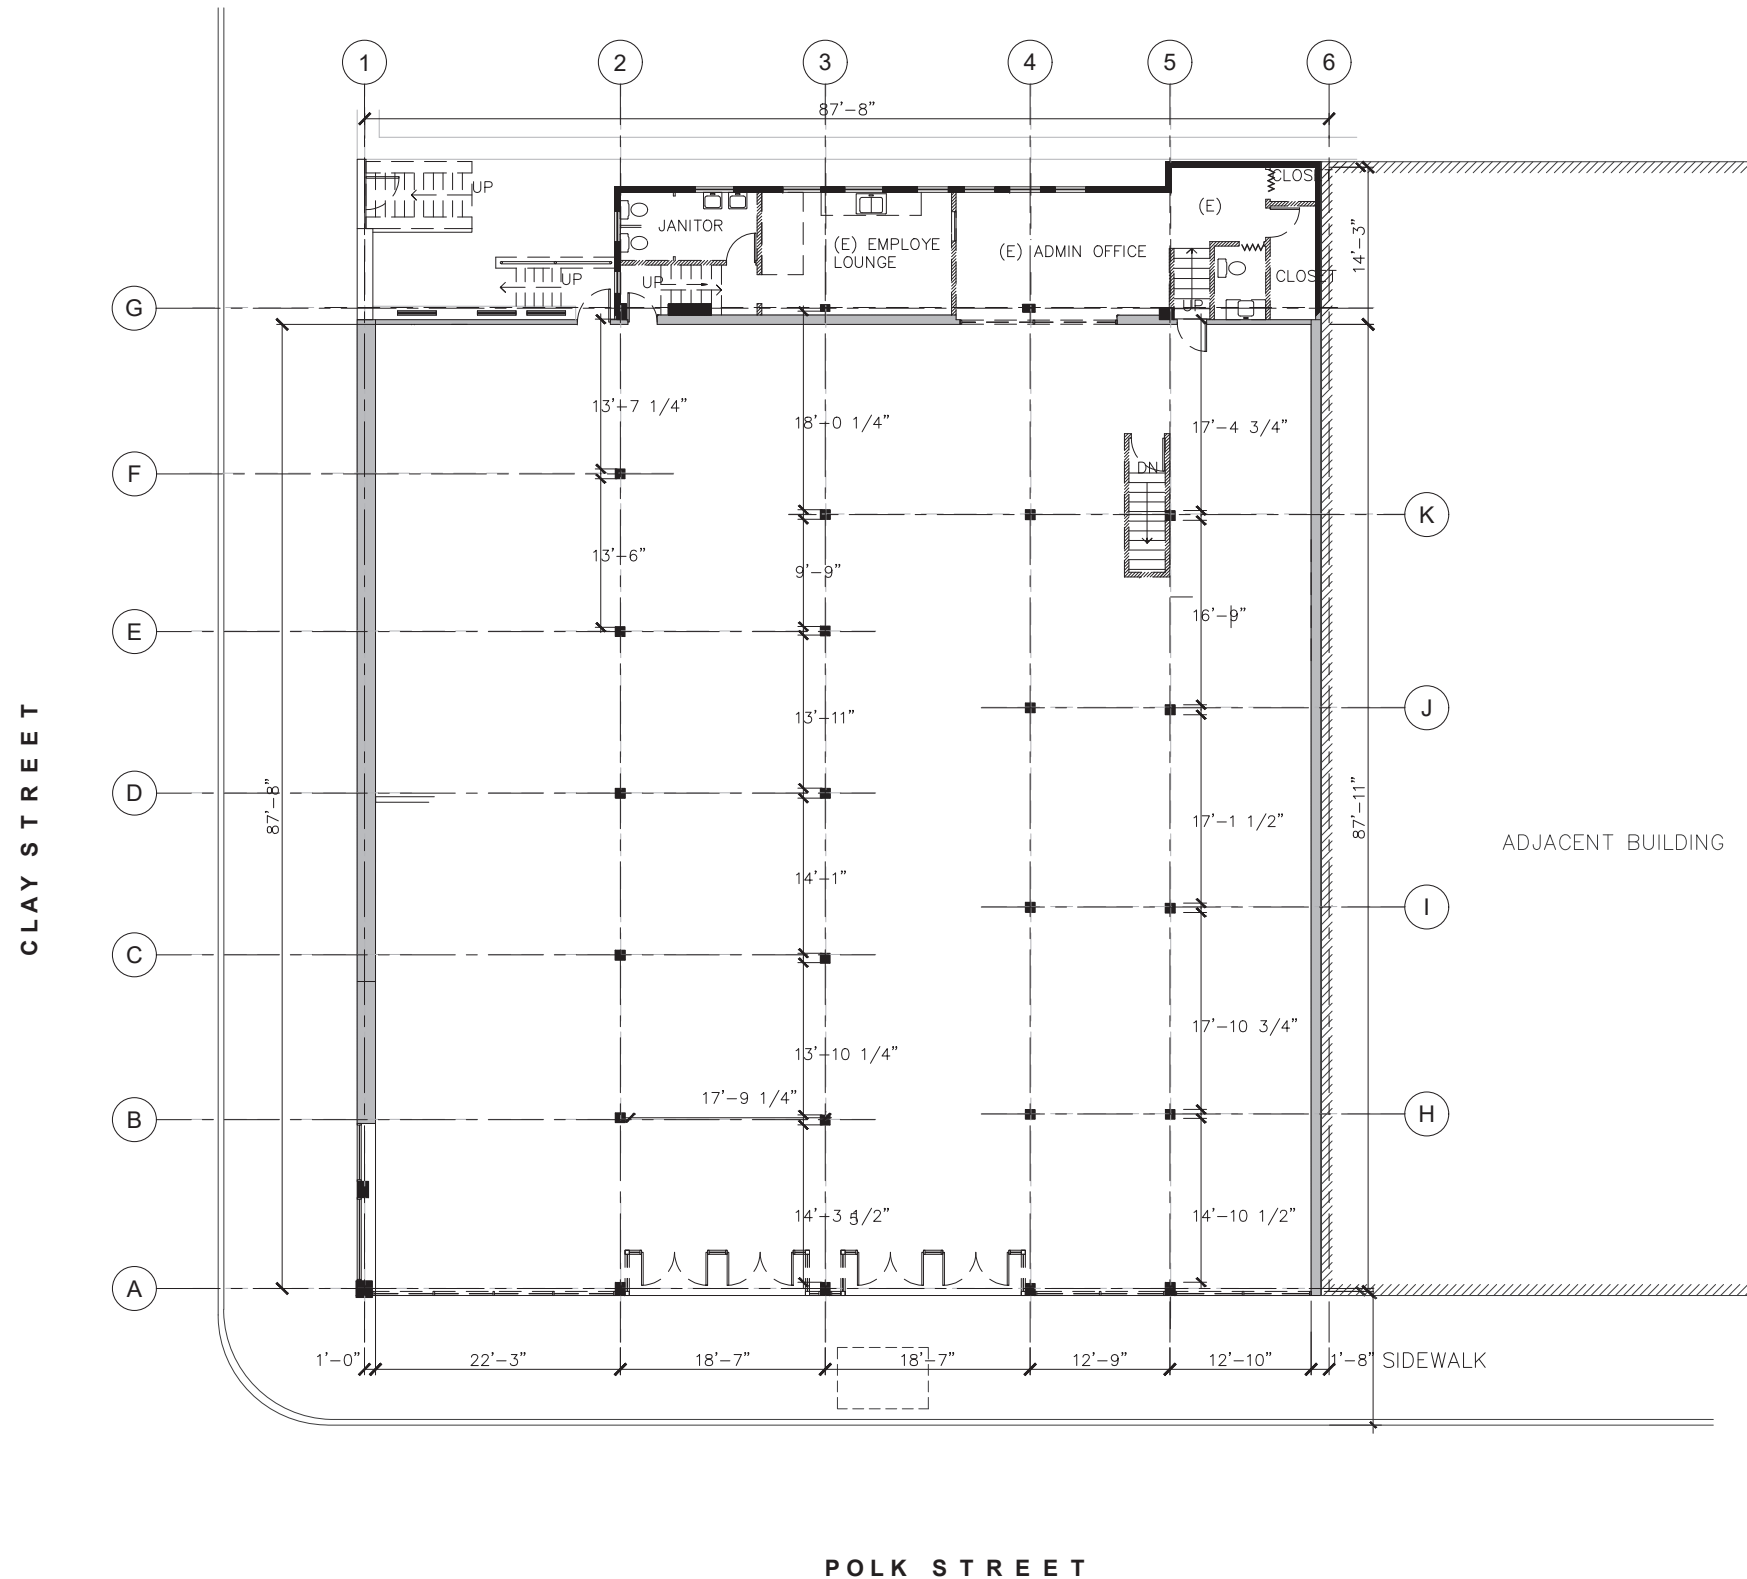 1 2 3 4 5 6
87'-8"
UP
CLOS
JANITOR
(E)
(E) EMPLOYE
LOUNGE
(E) ADMIN OFFICE
14'-3"
UP
UP
CLOSET
UP
G
13'-7 1/4"
18'-0 1/4"
17'-4 3/4"
F
DN
K
13'-6"
9'-9"
16'-9"
E
J
13'-11"
D
87'-8"
87'-11"
17'-1 1/2"
ADJACENT BUILDING
CLAY STREET
14'-1"
I
C
17'-10 3/4"
13'-10 1/4"
17'-9 1/4"
B
H
14'-3 1/2"
5
14'-10 1/2"
A
1'-0" 22'-3" 18'-7" 18'-7" 12'-9" 12'-10" 1'-8" SIDEWALK
POLK STREET